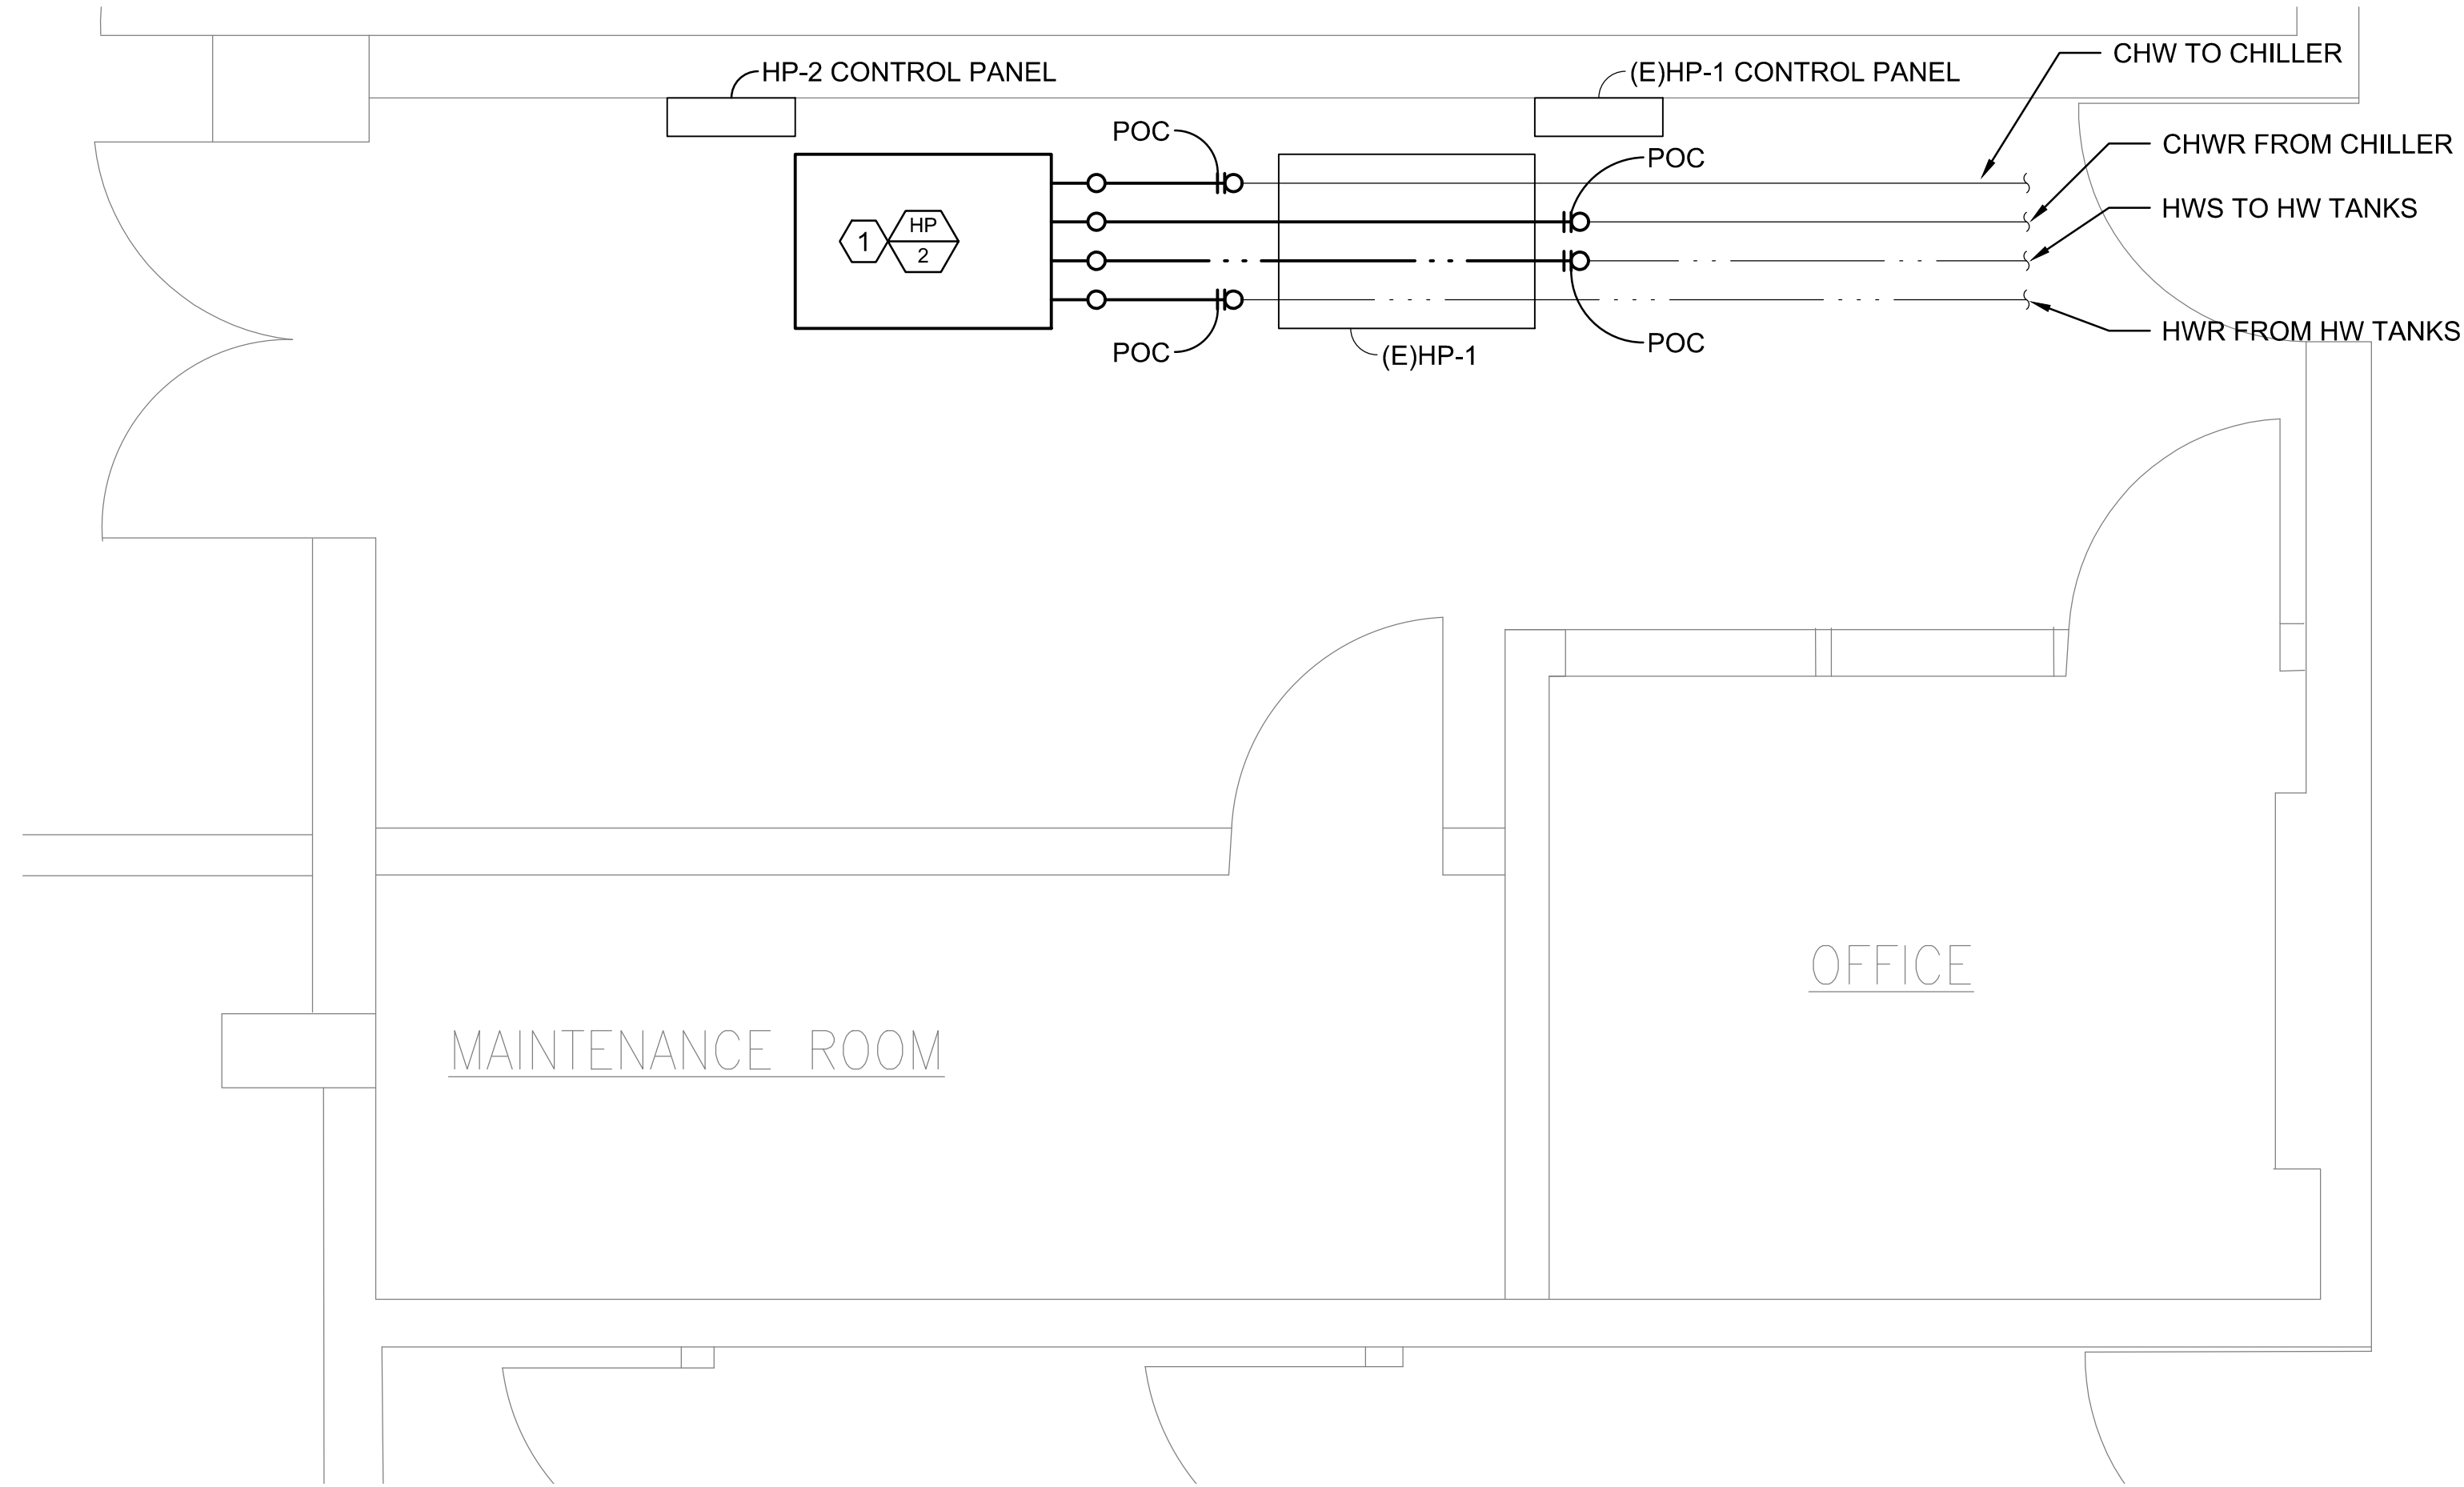 CHW TO CHILLER
HP-2 CONTROL PANEL
(E)HP-1 CONTROL PANEL
POC
CHWR FROM CHILLER
POC
HWS TO HW TANKS
HP
1
2
HWR FROM HW TANKS
POC
(E)HP-1
POC
OFFICE
MAINTENANCE ROOM